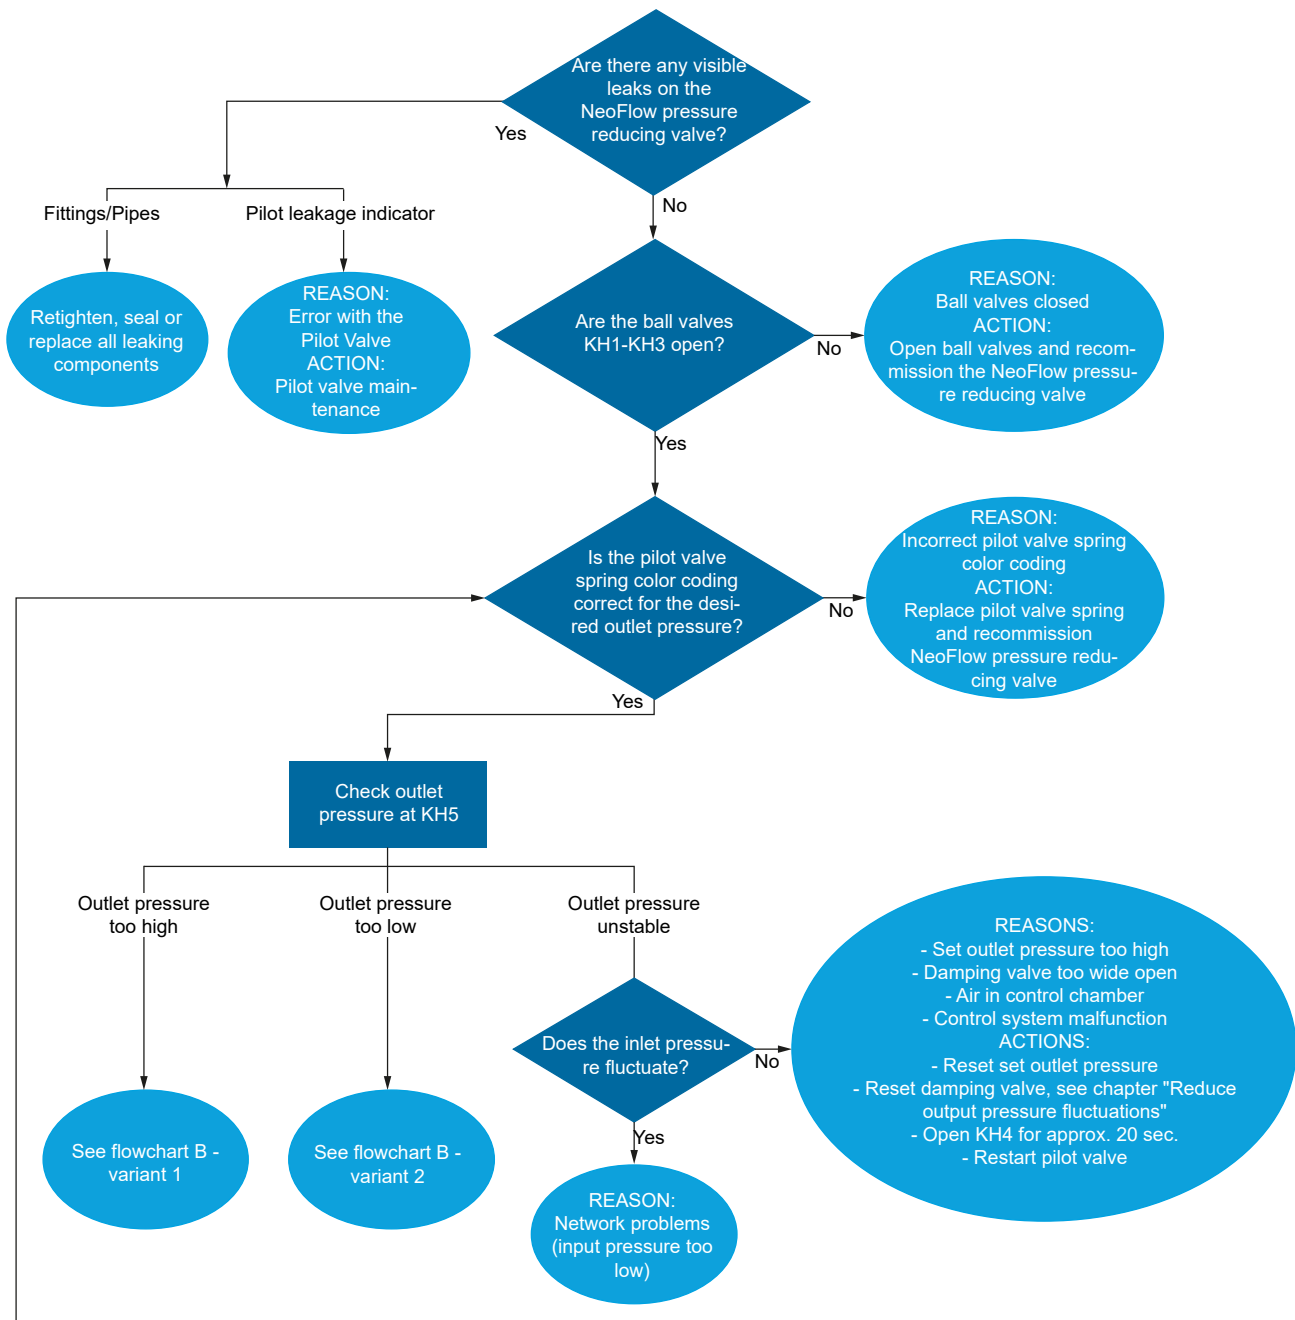 Are there any visible
leaks on the
NeoFlow pressure
reducing valve?
Yes
No
Fittings/Pipes
Pilot leakage indicator
Retighten, seal or
replace all leaking
components
REASON:
Error with the
Pilot Valve
ACTION:
Pilot valve main-
tenance
Are the ball valves
KH1-KH3 open?
No
REASON:
Ball valves closed
ACTION:
Open ball valves and recom-
mission the NeoFlow pressu-
re reducing valve
Yes
Is the pilot valve
spring color coding
correct for the desi-
red outlet pressure?
No
REASON:
Incorrect pilot valve spring
color coding
ACTION:
Replace pilot valve spring
and recommission
NeoFlow pressure redu-
cing valve
Yes
Check outlet
pressure at KH5
Outlet pressure
too high
Outlet pressure
too low
Outlet pressure
unstable
See flowchart B -
variant 1
See flowchart B -
variant 2
Does the inlet pressu-
re fluctuate?
No
REASONS:
- Set outlet pressure too high
- Damping valve too wide open
- Air in control chamber
- Control system malfunction
ACTIONS:
- Reset set outlet pressure
- Reset damping valve, see chapter "Reduce
output pressure fluctuations"
- Open KH4 for approx. 20 sec.
- Restart pilot valve
Yes
REASON:
Network problems
(input pressure too
low)